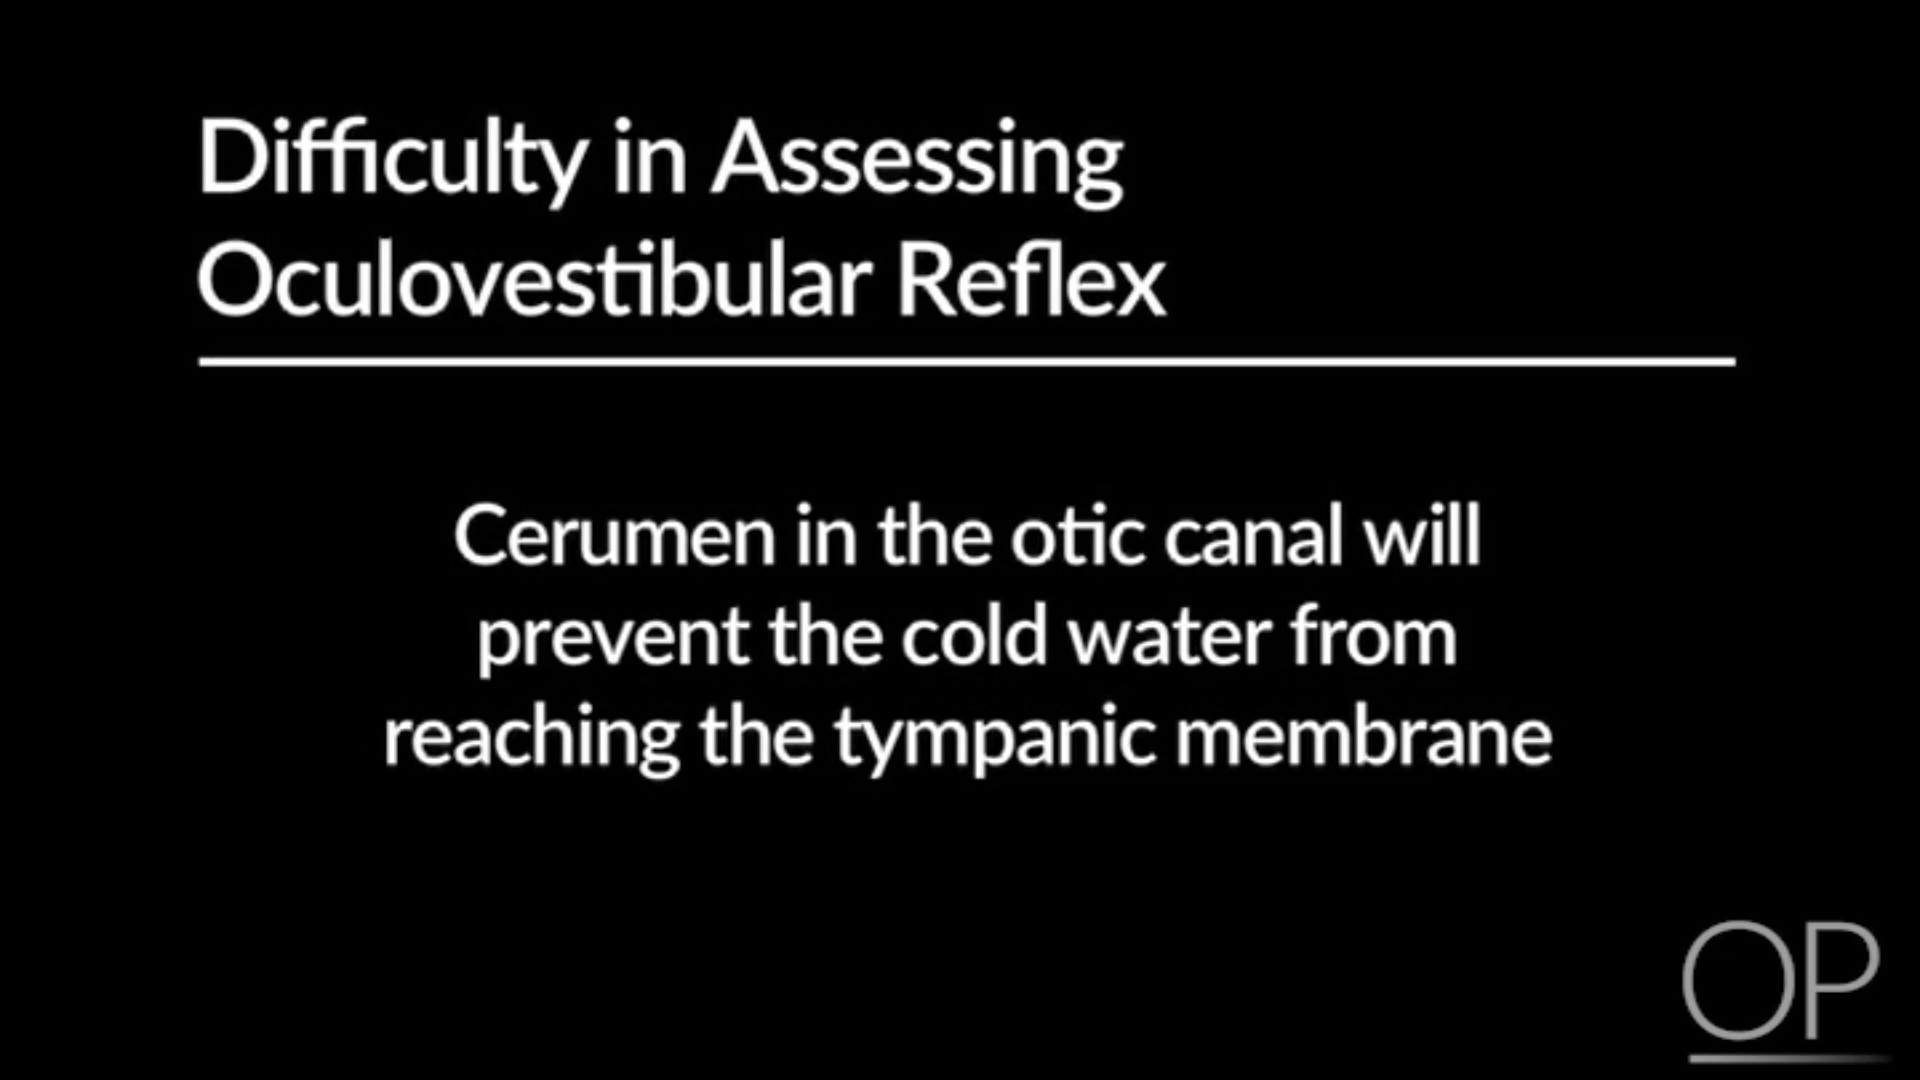 Difficulty in Assessing
Oculovestibular Reflex
Cerumen in the otic canal will
prevent the cold water from
reaching the tympanic membrane
OP